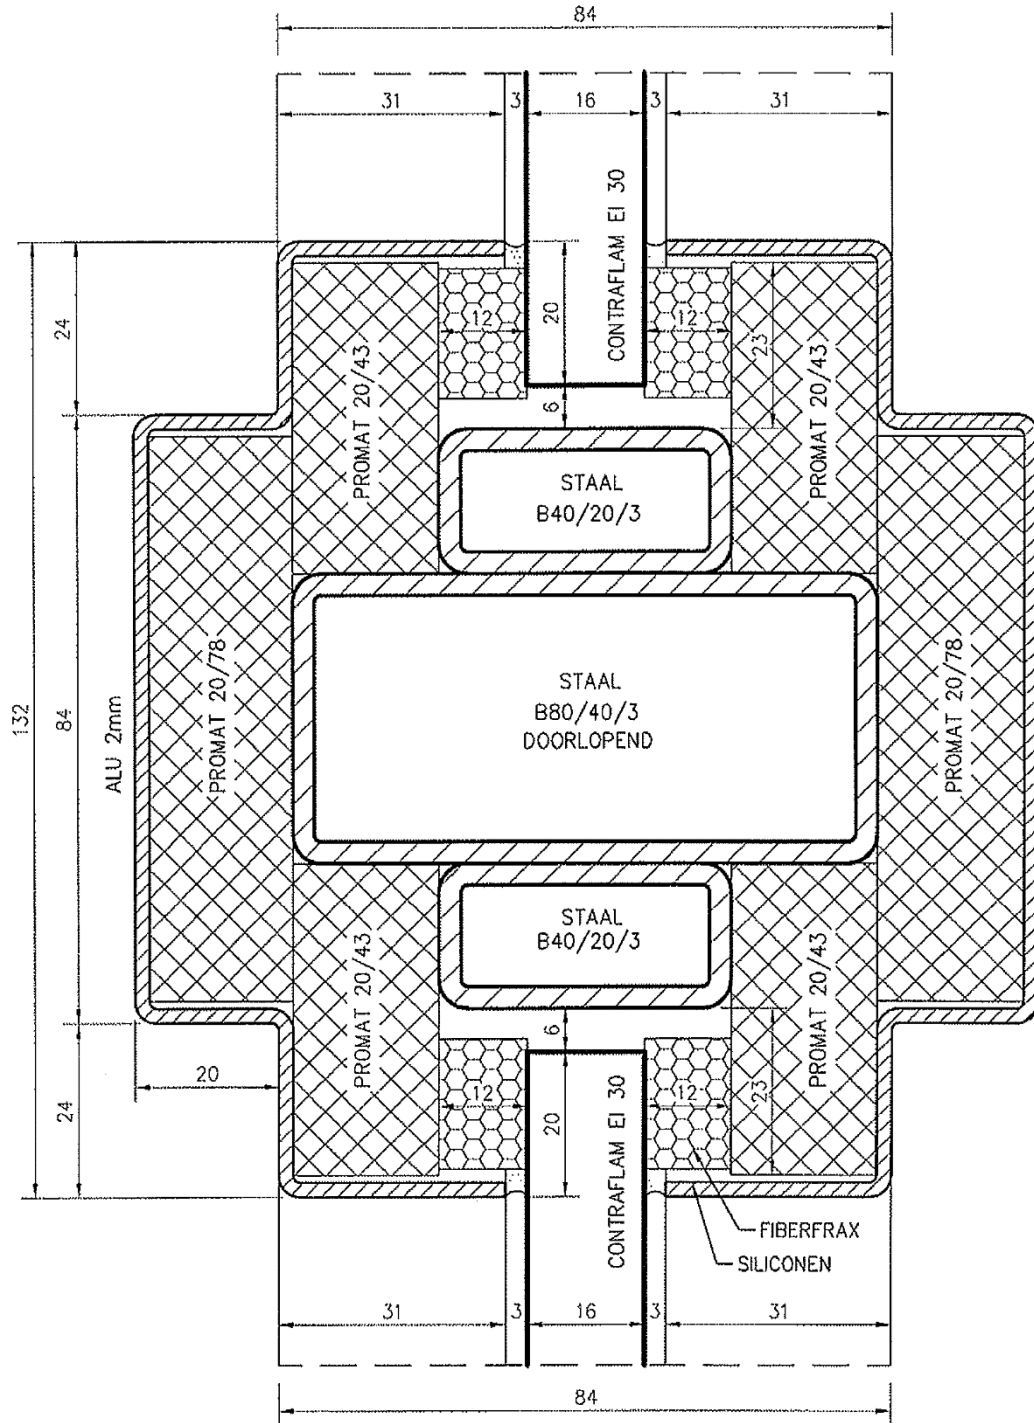 84
31
3
16
3
31
CONTRAFLAM EI 30
24
20
12
12
23
6
PROMAT 20/43
PROMAT 20/43
STAAL
B40/20/3
132
84
ALU 2mm
PROMAT 20/78
STAAL
B80/40/3
DOORLOPEND
PROMAT 20/78
STAAL
B40/20/3
PROMAT 20/43
PROMAT 20/43
6
20
24
12
20
12
23
CONTRAFLAM EI 30
FIBERFRAX
SILICONEN
31
3
16
3
31
84